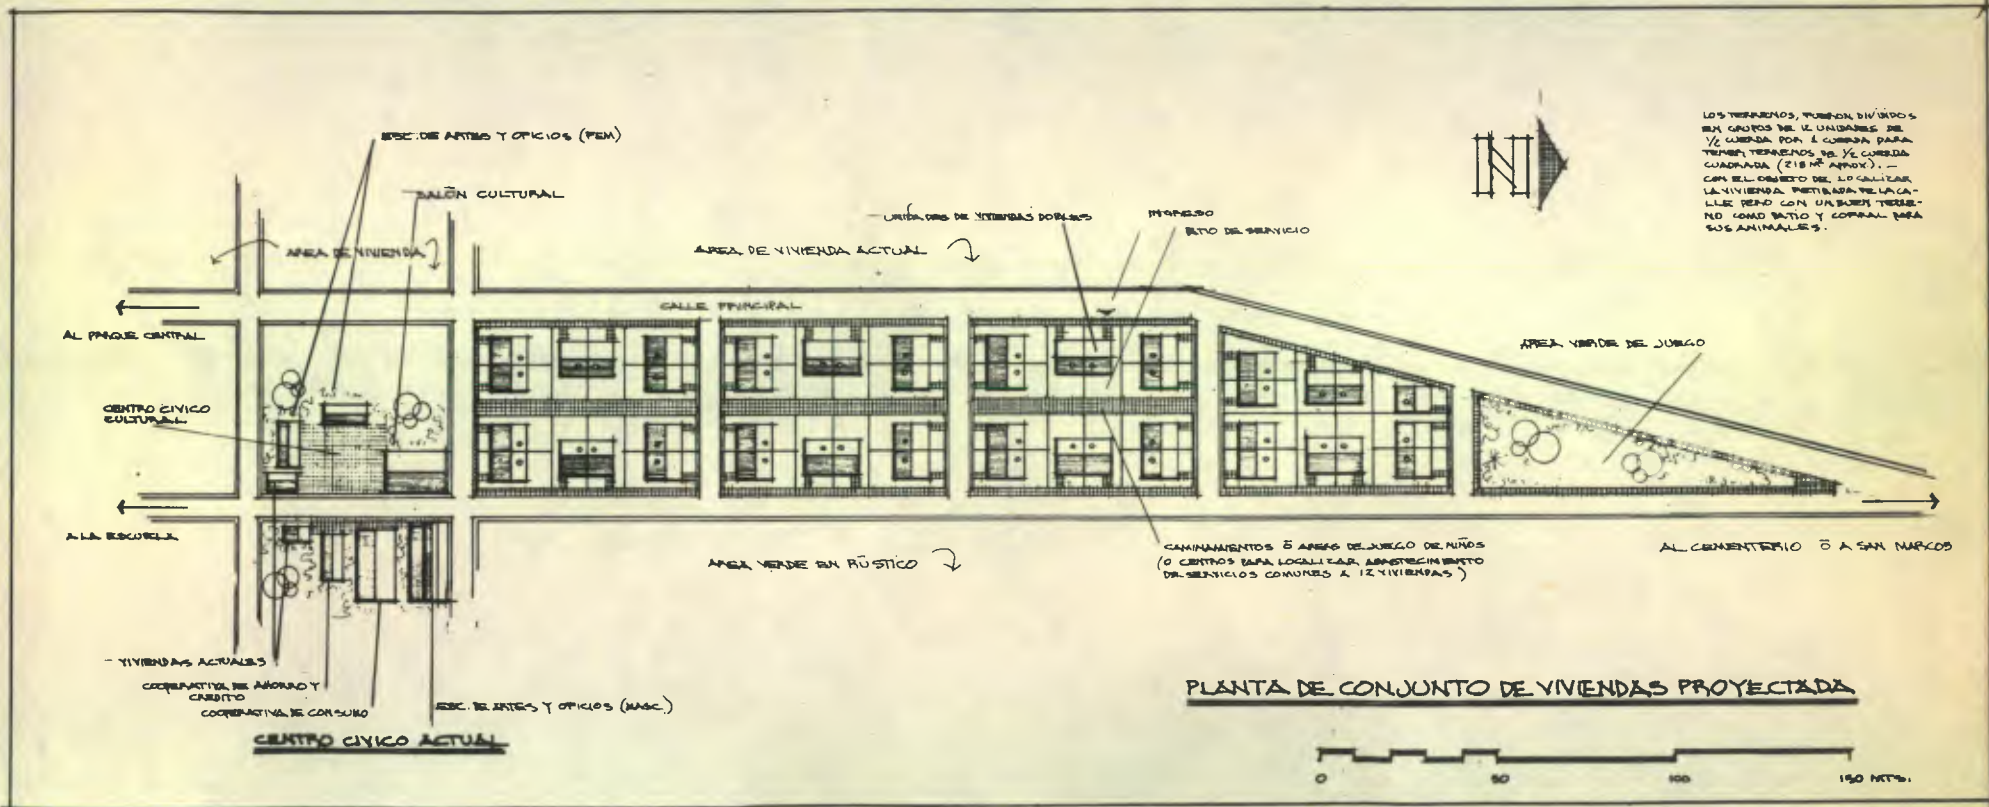 ESC. DE ARTES Y OFICIOS (FEM)
SALÓN CULTURAL
AREA DE VIVIENDA
AREA DE VIVIENDA ACTUAL
UNIDADES DE VIVIENDAS DOBLES
INGRESO
PATIO DE SERVICIO
N
LOS TERRENOS, FUERON DIVIDIDOS
EN GRUPOS DE 12 UNIDADES DE
1/2 CUERDA POR 1 CUERDA PARA
TENER TERRENOS DE 1/2 CUERDA
CUADRADA (218 M² APROX.). —
CON EL OBJETO DE LOCALIZAR
LA VIVIENDA RETIRADA DE LA CA-
LLE PERO CON UN BUEN TERRE-
NO COMO PATIO Y CORRAL PARA
SUS ANIMALES.
CALLE PRINCIPAL
AL PARQUE CENTRAL
AREA VERDE DE JUEGO
CENTRO CIVICO
CULTURAL
A LA ESCUELA
AREA VERDE EN RÚSTICO
CAMINAMIENTOS Ó AREAS DE JUEGO DE NIÑOS
(O CENTROS PARA LOCALIZAR ABASTECIMIENTO
DE SERVICIOS COMUNES A 12 VIVIENDAS)
AL CEMENTERIO Ó A SAN MARCOS
- VIVIENDAS ACTUALES
COOPERATIVA DE AHORRO Y
CREDITO
COOPERATIVA DE CONSUMO
ESC. DE ARTES Y OFICIOS (MASC.)
CENTRO CIVICO ACTUAL
PLANTA DE CONJUNTO DE VIVIENDAS PROYECTADA
0 50 100 150 MTS.